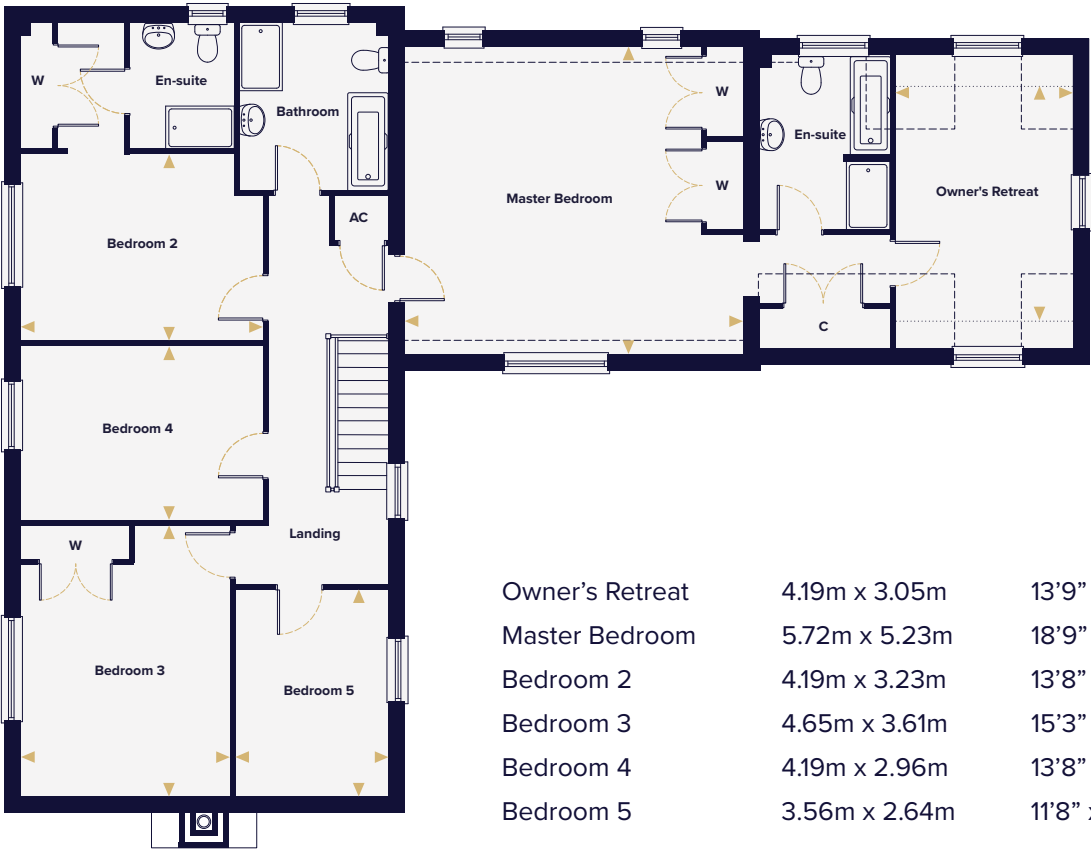 W
En-suite
Bathroom
W
En-suite
Master Bedroom
W
Owner's Retreat
AC
Bedroom 2
C
Bedroom 4
Landing
W
Bedroom 3
Bedroom 5
Owner’s Retreat 4.19m x 3.05m 13’9”
Master Bedroom 5.72m x 5.23m 18’9”
Bedroom 2 4.19m x 3.23m 13’8”
Bedroom 3 4.65m x 3.61m 15’3”
Bedroom 4 4.19m x 2.96m 13’8”
Bedroom 5 3.56m x 2.64m 11’8” x